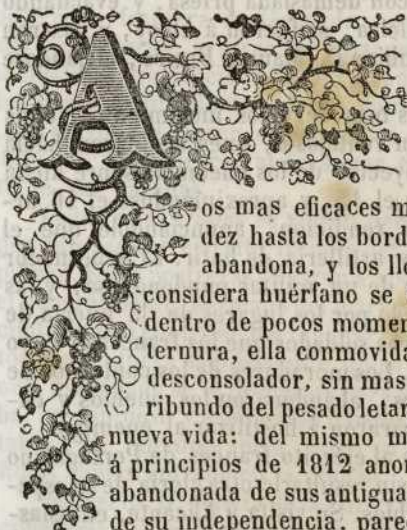 A
os mas eficaces m
dez hasta los bord
abandona, y los lle
considera huérfano se
dentro de pocos momen
ternura, ella conmovida
desconsolador, sin mas
ribundo del pesado letar
nueva vida: del mismo m
á principios de 1812 anon
abandonada de sus antigua
de su independencia, pare